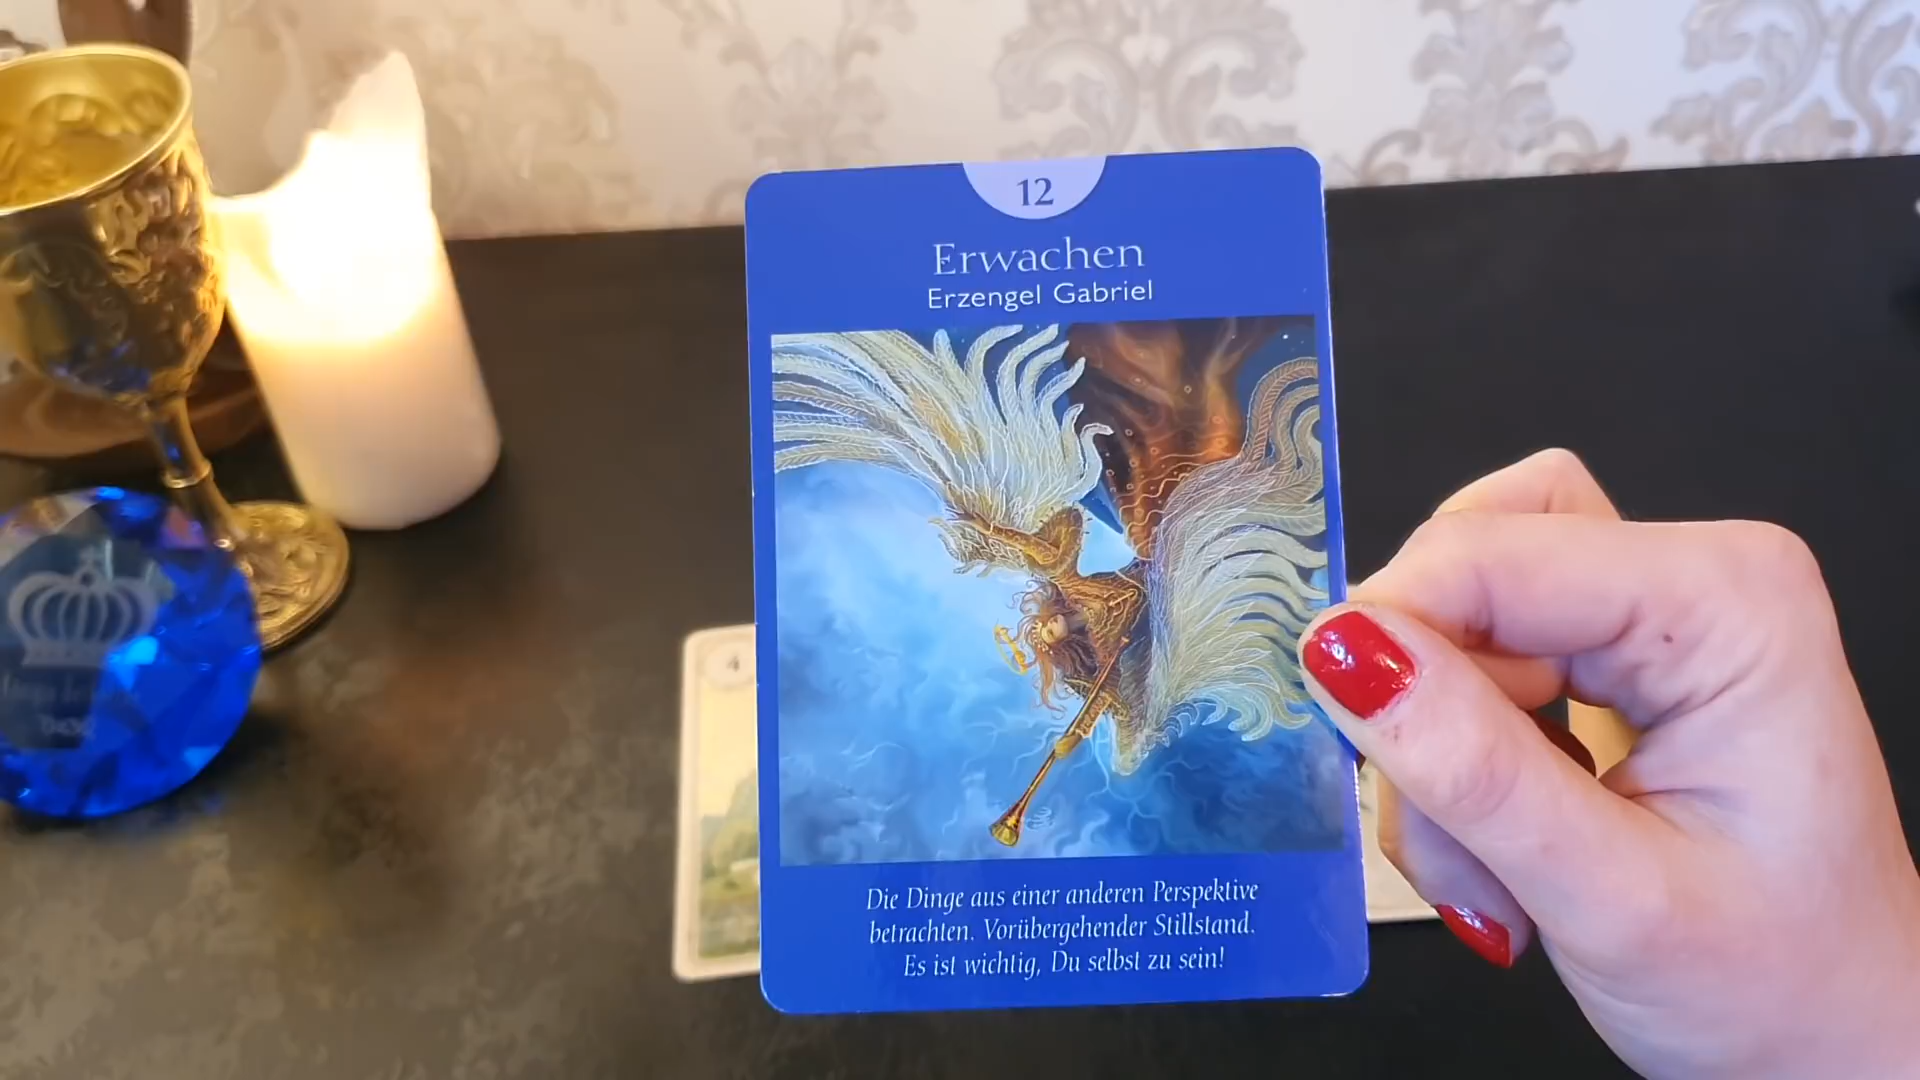 12
Erwachen
Erzengel Gabriel
Die Dinge aus einer anderen Perspektive
betrachten. Vorübergehender Stillstand.
Es ist wichtig, Du selbst zu sein!
4